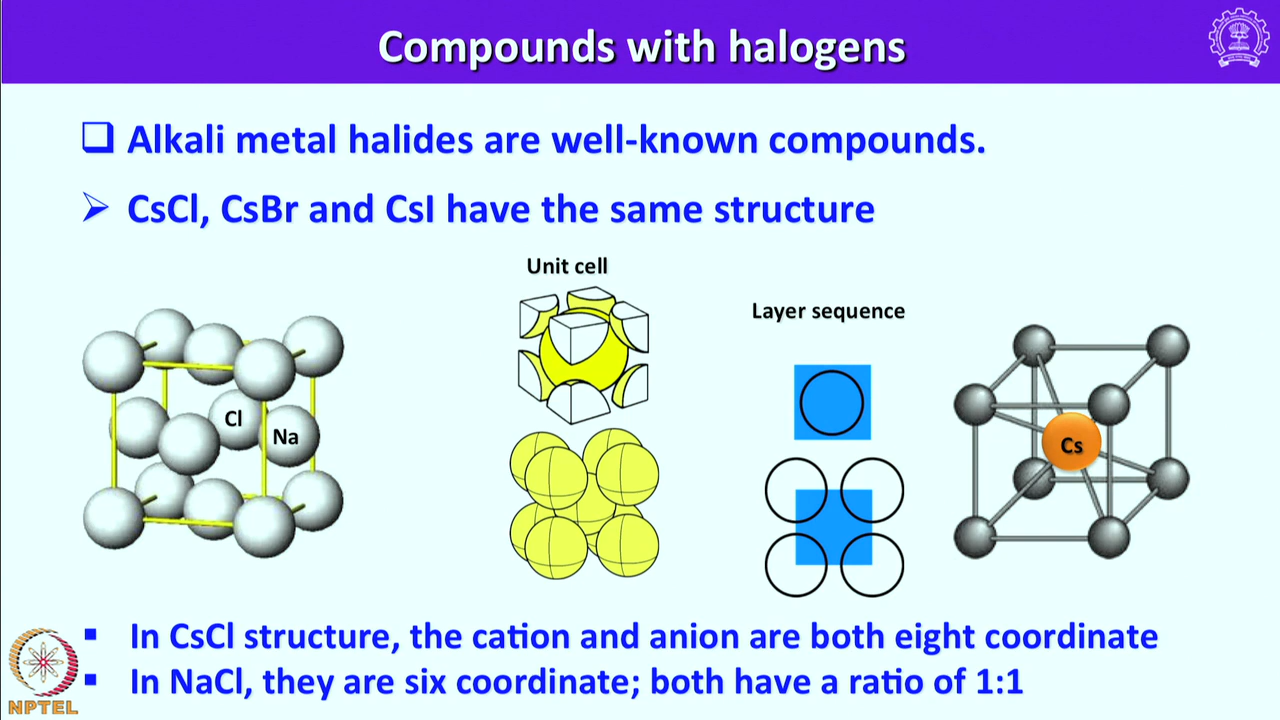 Compounds with halogens
❑ Alkali metal halides are well-known compounds.
➢ CsCl, CsBr and CsI have the same structure
Unit cell
Layer sequence
Cl
Na
Cs
▪ In CsCl structure, the cation and anion are both eight coordinate
▪ In NaCl, they are six coordinate; both have a ratio of 1:1
NPTEL